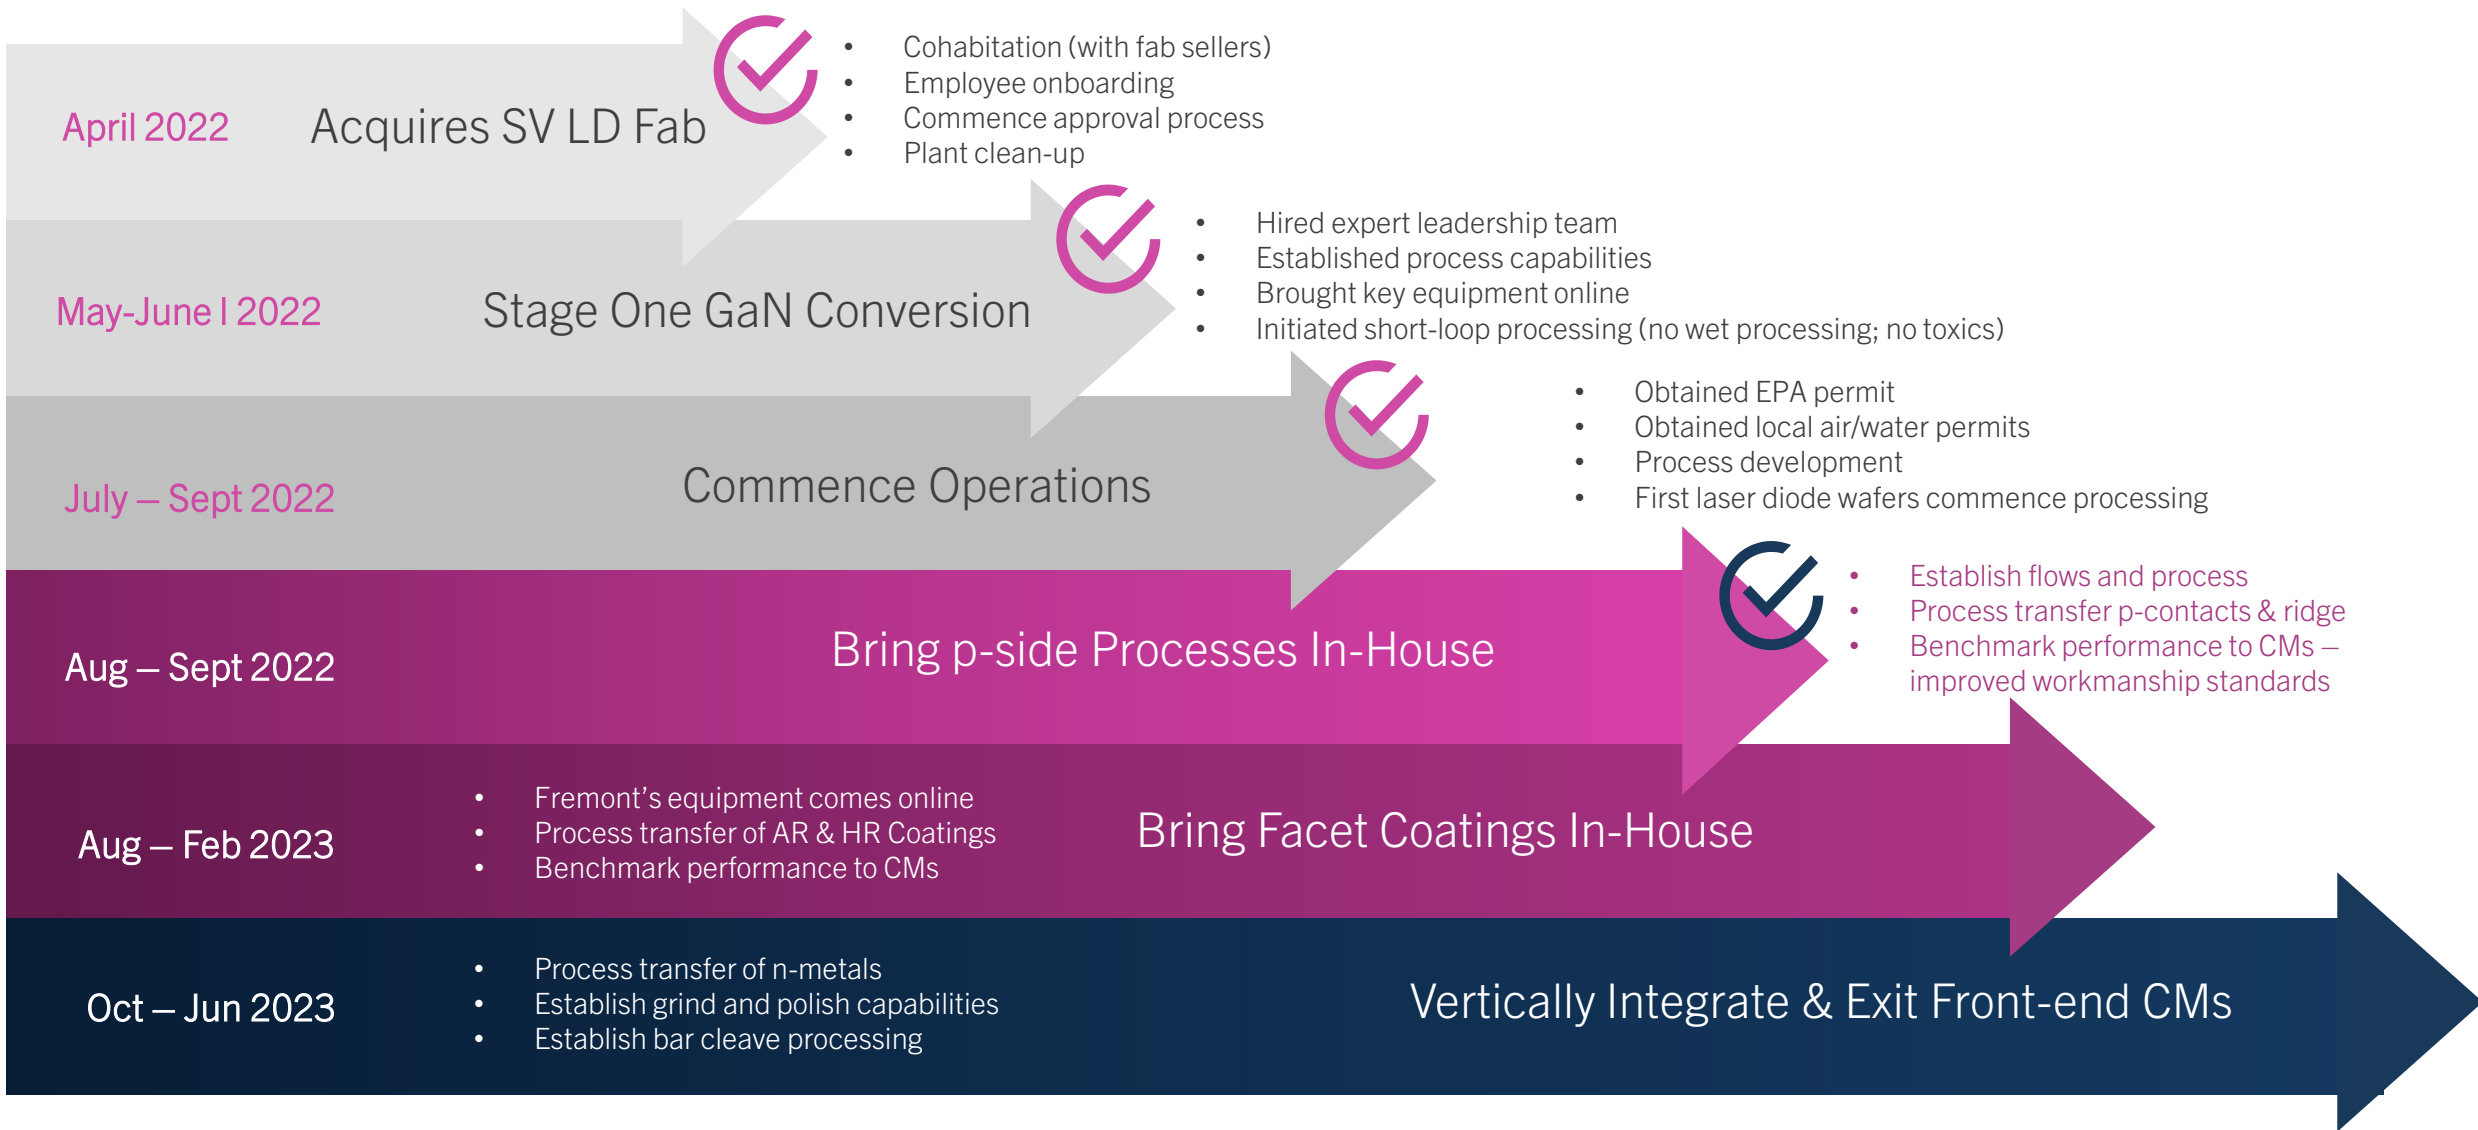 April 2022
Acquires SV LD Fab
• Cohabitation (with fab sellers)
• Employee onboarding
• Commence approval process
• Plant clean-up
May-June l 2022
Stage One GaN Conversion
• Hired expert leadership team
• Established process capabilities
• Brought key equipment online
• Initiated short-loop processing (no wet processing; no toxics)
July – Sept 2022
Commence Operations
• Obtained EPA permit
• Obtained local air/water permits
• Process development
• First laser diode wafers commence processing
Aug – Sept 2022
Bring p-side Processes In-House
• Establish flows and process
• Process transfer p-contacts & ridge
• Benchmark performance to CMs –
improved workmanship standards
Aug – Feb 2023
• Fremont’s equipment comes online
• Process transfer of AR & HR Coatings
• Benchmark performance to CMs
Bring Facet Coatings In-House
Oct – Jun 2023
• Process transfer of n-metals
• Establish grind and polish capabilities
• Establish bar cleave processing
Vertically Integrate & Exit Front-end CMs